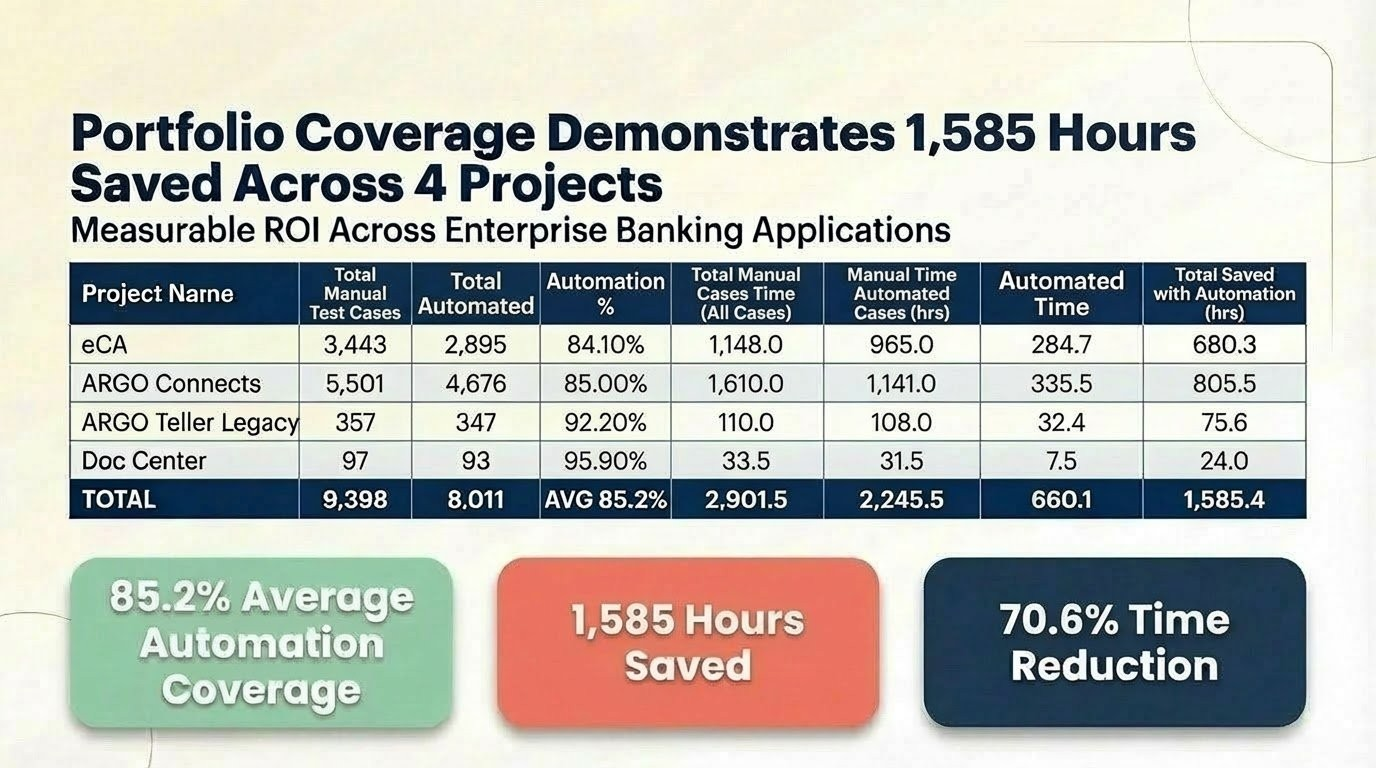 Portfolio Coverage Demonstrates 1,585 Hours
Saved Across 4 Projects
Measurable ROI Across Enterprise Banking Applications
Project Name | Total Manual Test Cases | Total Automated | Automation % | Total Manual Cases Time (All Cases) | Manual Time Automated Cases (hrs) | Automated Time | Total Saved with Automation (hrs)
eCA | 3,443 | 2,895 | 84.10% | 1,148.0 | 965.0 | 284.7 | 680.3
ARGO Connects | 5,501 | 4,676 | 85.00% | 1,610.0 | 1,141.0 | 335.5 | 805.5
ARGO Teller Legacy | 357 | 347 | 92.20% | 110.0 | 108.0 | 32.4 | 75.6
Doc Center | 97 | 93 | 95.90% | 33.5 | 31.5 | 7.5 | 24.0
TOTAL | 9,398 | 8,011 | AVG 85.2% | 2,901.5 | 2,245.5 | 660.1 | 1,585.4
85.2% Average
Automation
Coverage
1,585 Hours
Saved
70.6% Time
Reduction